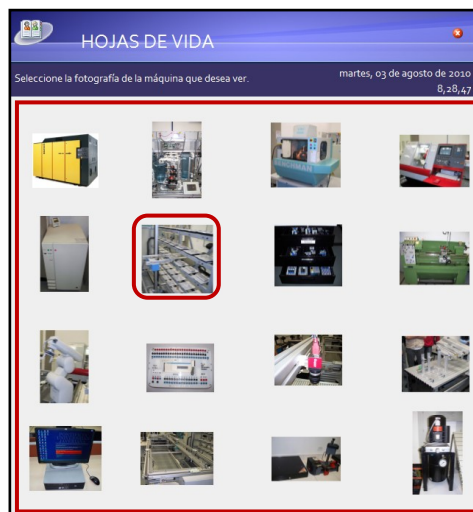 HOJAS DE VIDA
Seleccione la fotografía de la máquina que desea ver.
martes, 03 de agosto de 2010
8,28,47